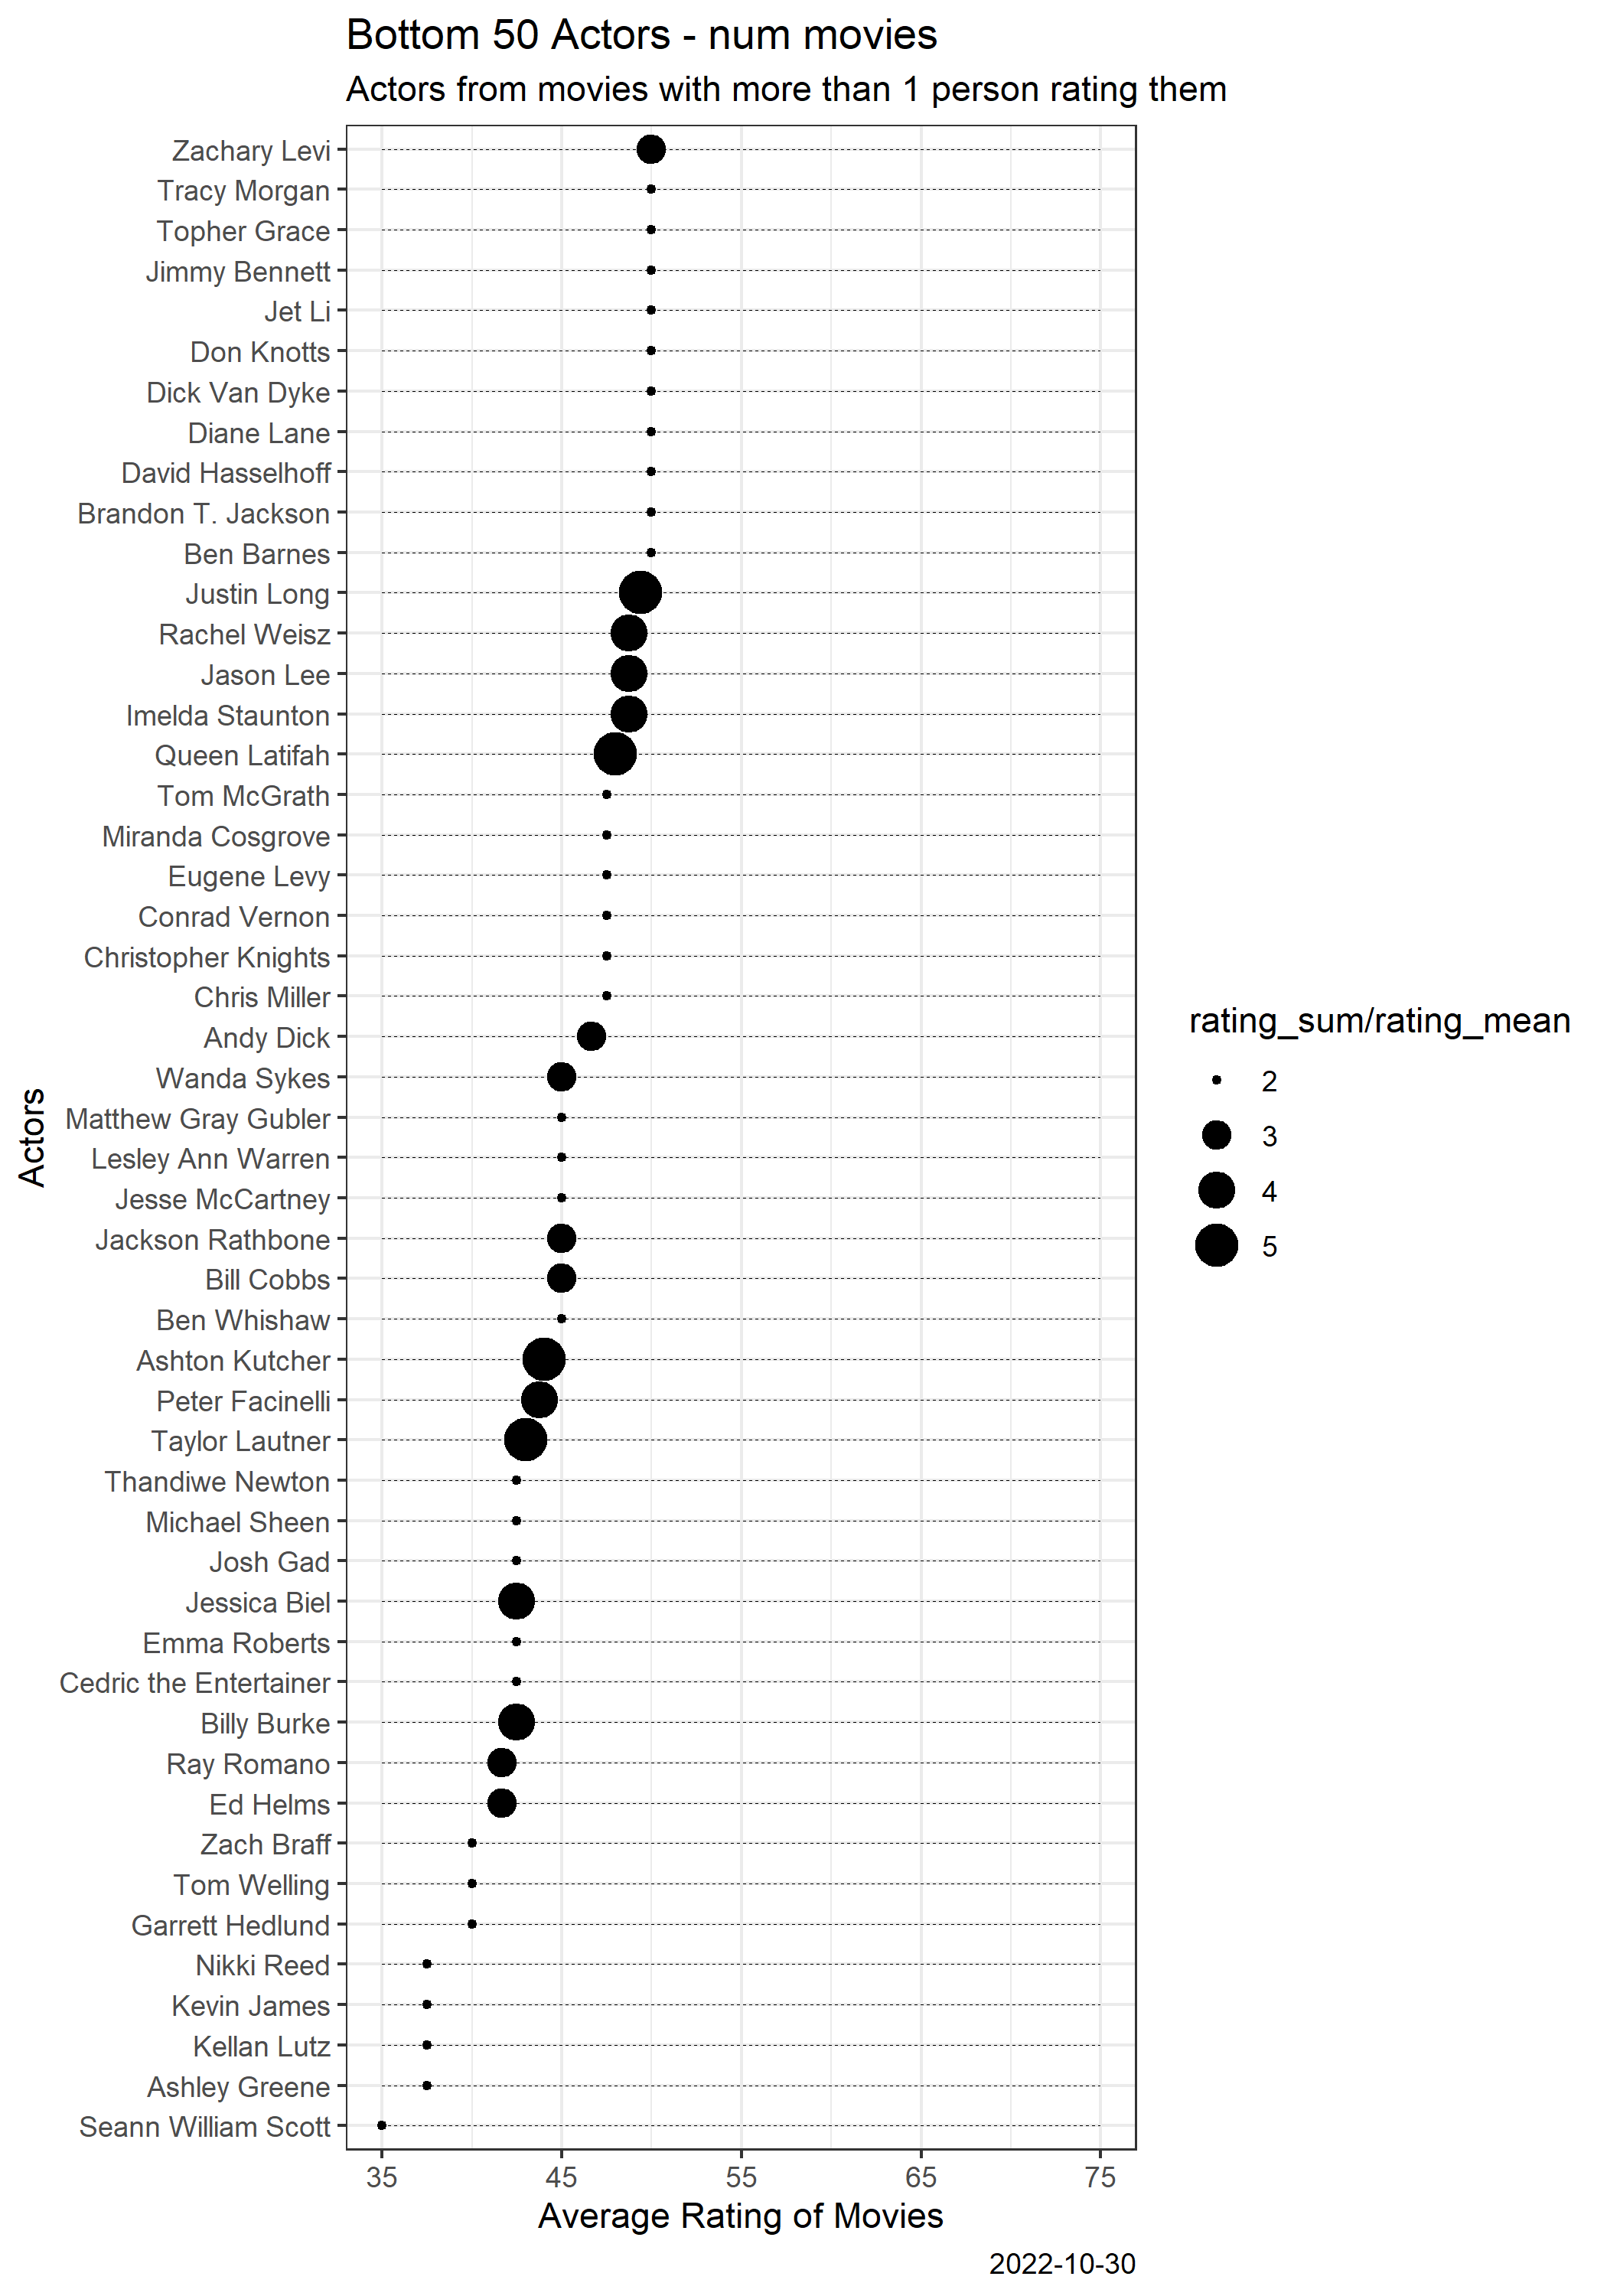 Bottom 50 Actors - num movies
Actors from movies with more than 1 person rating them
Zachary Levi
Tracy Morgan
Topher Grace
Jimmy Bennett
Jet Li
Don Knotts
Dick Van Dyke
Diane Lane
David Hasselhoff
Brandon T. Jackson
Ben Barnes
Justin Long
Rachel Weisz
Jason Lee
Imelda Staunton
Queen Latifah
Tom McGrath
Miranda Cosgrove
Eugene Levy
Conrad Vernon
Christopher Knights
Chris Miller
Andy Dick
Wanda Sykes
Matthew Gray Gubler
Lesley Ann Warren
Jesse McCartney
Jackson Rathbone
Bill Cobbs
Ben Whishaw
Ashton Kutcher
Peter Facinelli
Taylor Lautner
Thandiwe Newton
Michael Sheen
Josh Gad
Jessica Biel
Emma Roberts
Cedric the Entertainer
Billy Burke
Ray Romano
Ed Helms
Zach Braff
Tom Welling
Garrett Hedlund
Nikki Reed
Kevin James
Kellan Lutz
Ashley Greene
Seann William Scott
Actors
35 45 55 65 75
Average Rating of Movies
rating_sum/rating_mean
2
3
4
5
2022-10-30